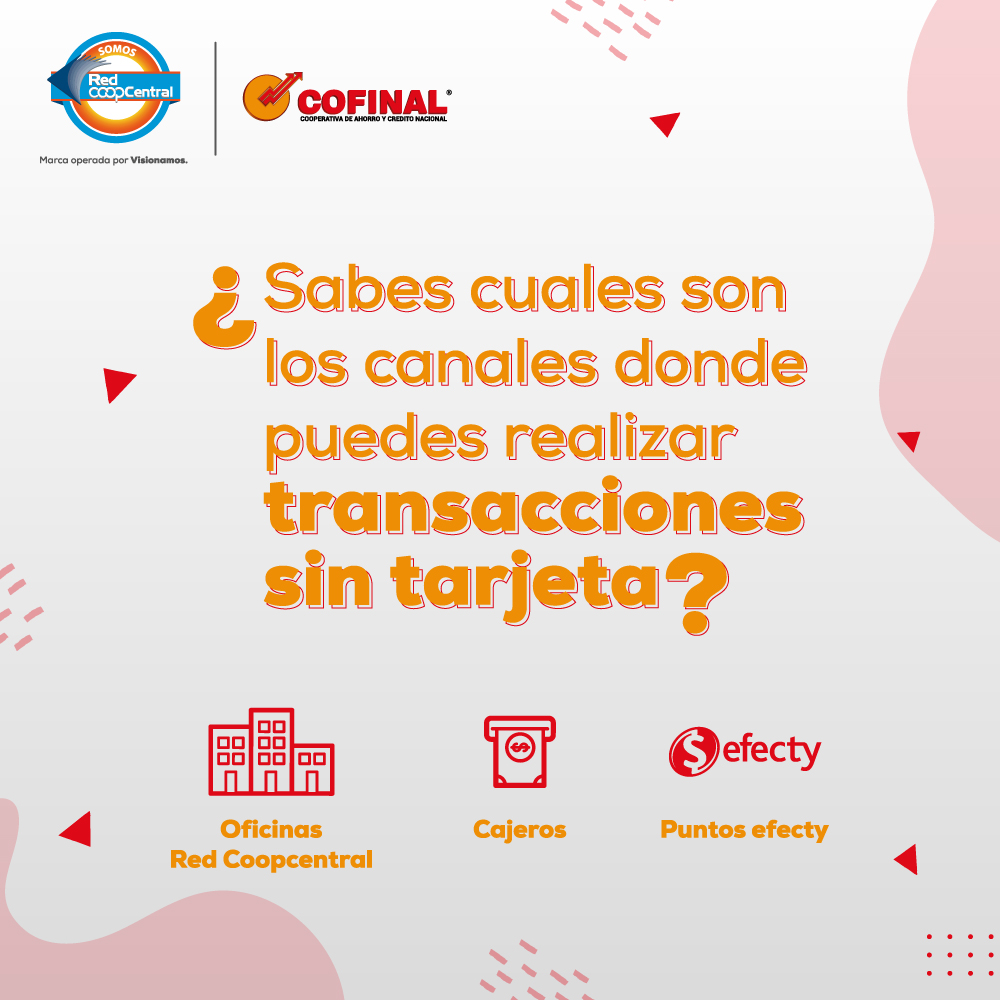 SOMOS
Red
coopCentral
Marca operada por Visionamos.
COFINAL®
COOPERATIVA DE AHORRO Y CREDITO NACIONAL
¿Sabes cuales son
los canales donde
puedes realizar
transacciones
sin tarjeta?
efecty
Oficinas
Red Coopcentral
Cajeros
Puntos efecty